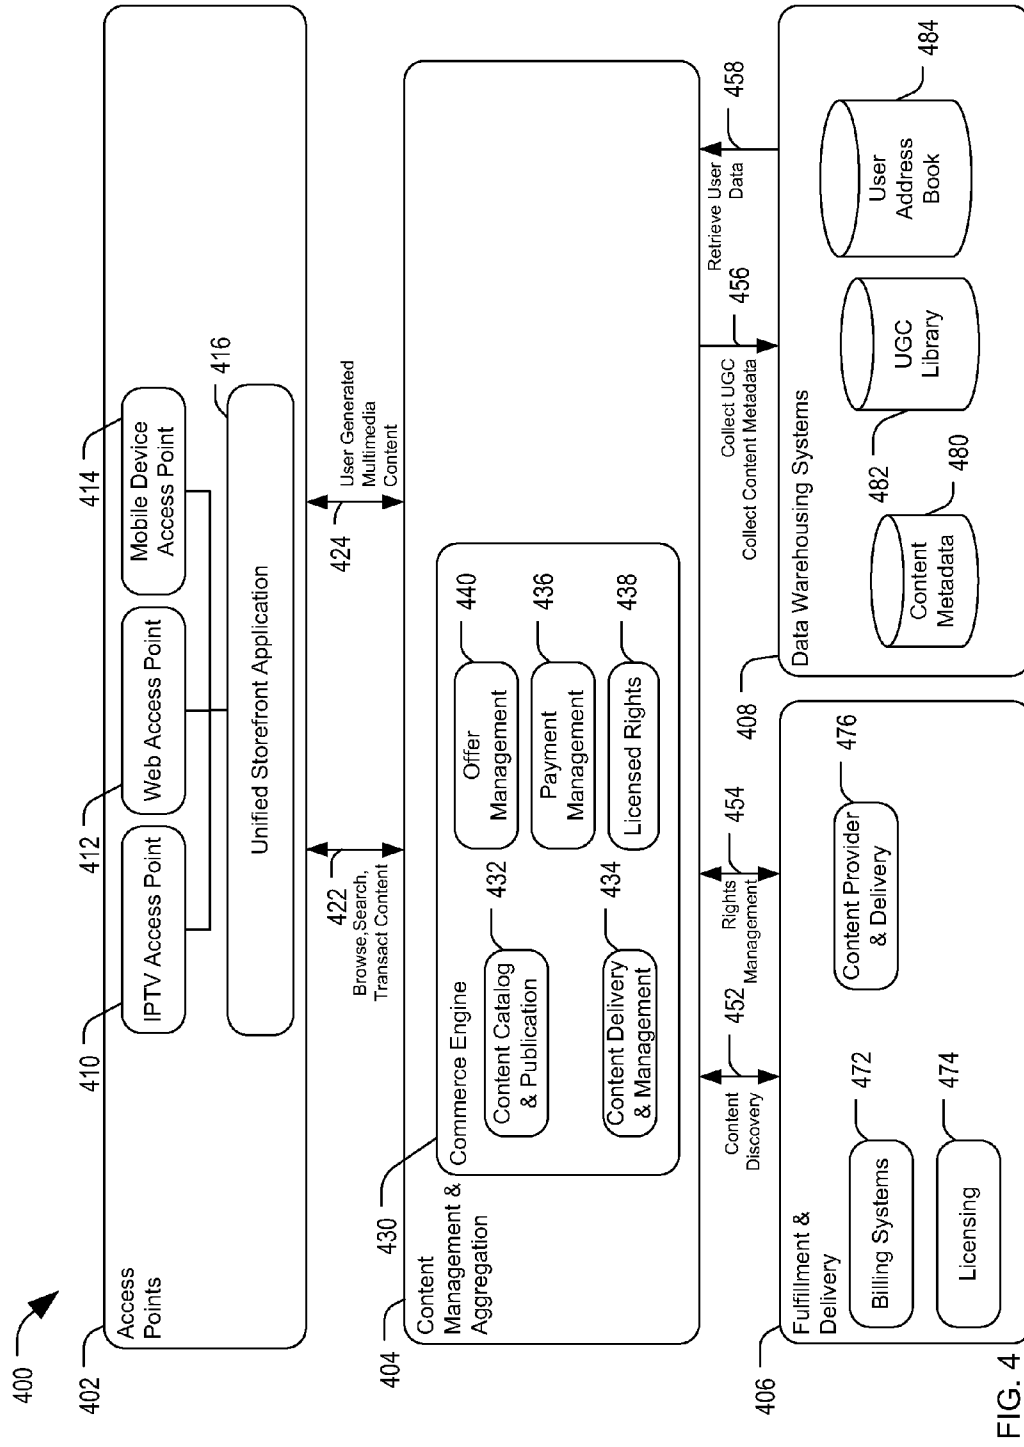 400
402
Access
Points
410
IPTV Access Point
412
Web Access Point
414
Mobile Device
Access Point
416
Unified Storefront Application
422
Browse,Search,
Transact Content
424
User Generated
Multimedia
Content
404
Content
Management &
Aggregation
430
Commerce Engine
432
Content Catalog
& Publication
434
Content Delivery
& Management
440
Offer
Management
436
Payment
Management
438
Licensed Rights
Content
Discovery
452
Rights
Management
454
Collect UGC
Collect Content Metadata
456
Retrieve User
Data
458
406
Fulfillment &
Delivery
472
Billing Systems
474
Licensing
476
Content Provider
& Delivery
408
Data Warehousing Systems
480
Content
Metadata
482
UGC
Library
484
User
Address
Book
FIG. 4